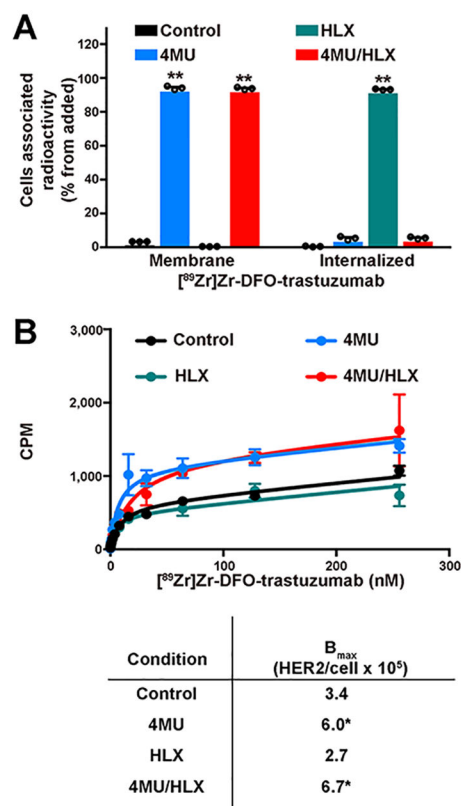 A
Control
HLX
4MU
4MU/HLX
Cells associated
radioactivity
(% from added)
120
100
80
60
40
20
0
**
**
**
Membrane
Internalized
[⁸⁹Zr]Zr-DFO-trastuzumab
B
Control
4MU
HLX
4MU/HLX
CPM
3,000
2,000
1,000
0
0
100
200
300
[⁸⁹Zr]Zr-DFO-trastuzumab (nM)
Condition
Bmax
(HER2/cell x 10⁵)
Control 3.4
4MU 6.0*
HLX 2.7
4MU/HLX 6.7*